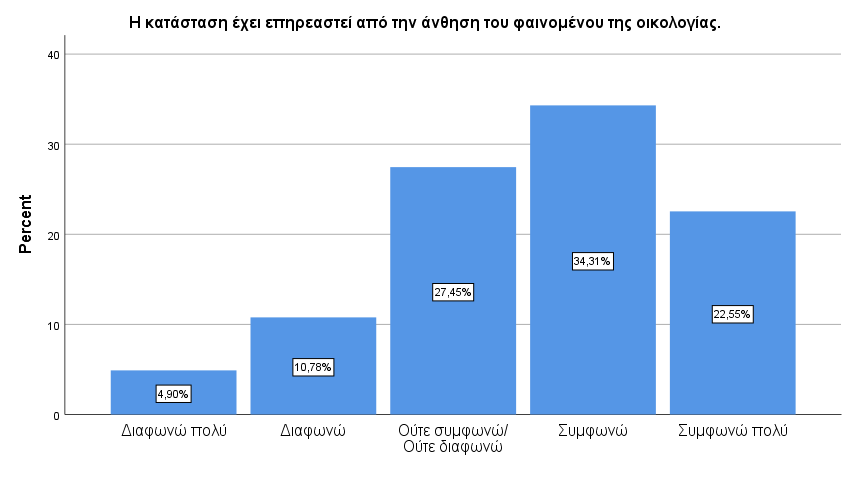 Η κατάσταση έχει επηρεαστεί από την άνθηση του φαινομένου της οικολογίας.
40
30
20
10
0
Percent
4,90%
10,78%
27,45%
34,31%
22,55%
Διαφωνώ πολύ
Διαφωνώ
Ούτε συμφωνώ/
Ούτε διαφωνώ
Συμφωνώ
Συμφωνώ πολύ